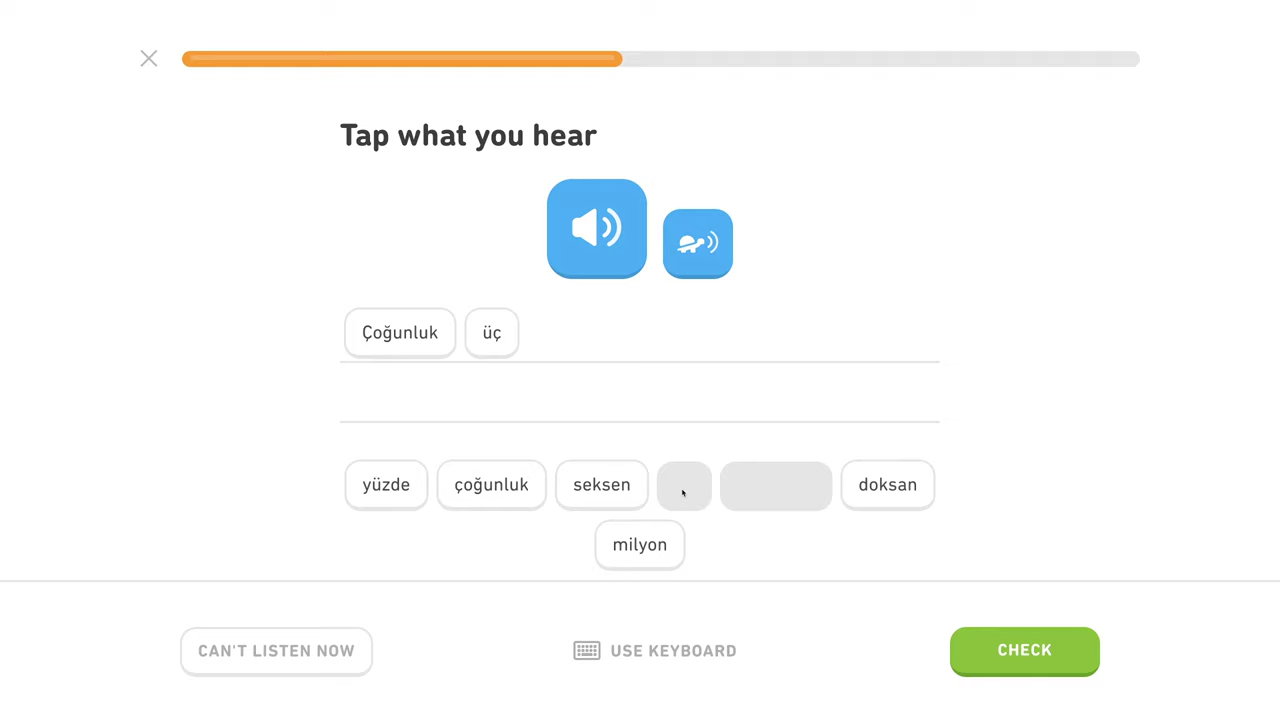 Tap what you hear
Çoğunluk üç
yüzde çoğunluk seksen doksan
milyon
CAN'T LISTEN NOW USE KEYBOARD CHECK